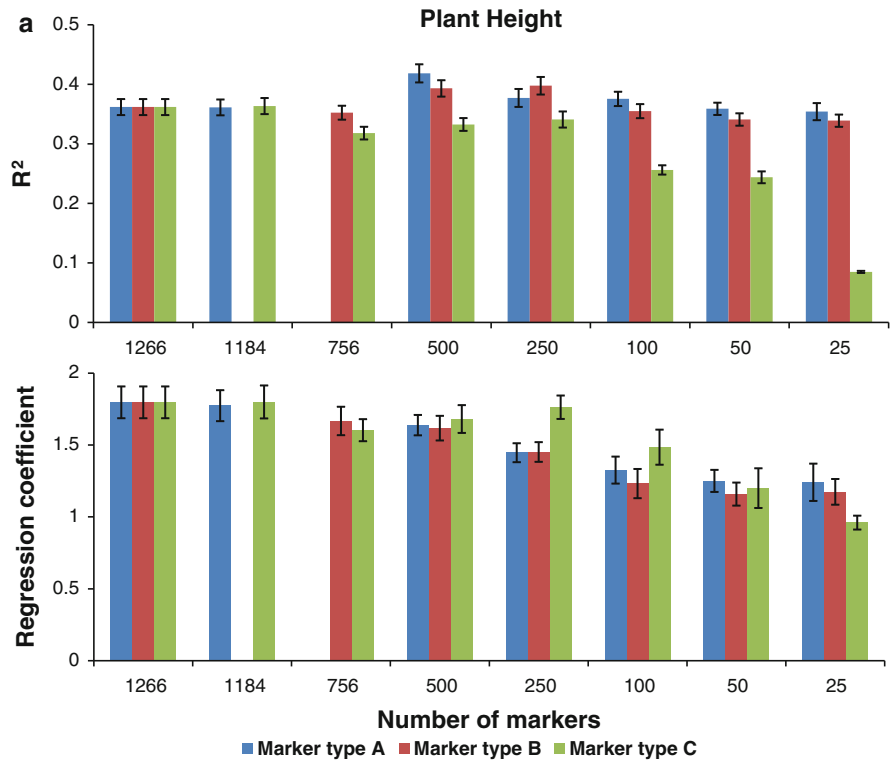 a
Plant Height
0.5
0.4
0.3
0.2
0.1
0
R²
1266 1184 756 500 250 100 50 25
2
1.5
1
0.5
0
Regression coefficient
1266 1184 756 500 250 100 50 25
Number of markers
Marker type A Marker type B Marker type C